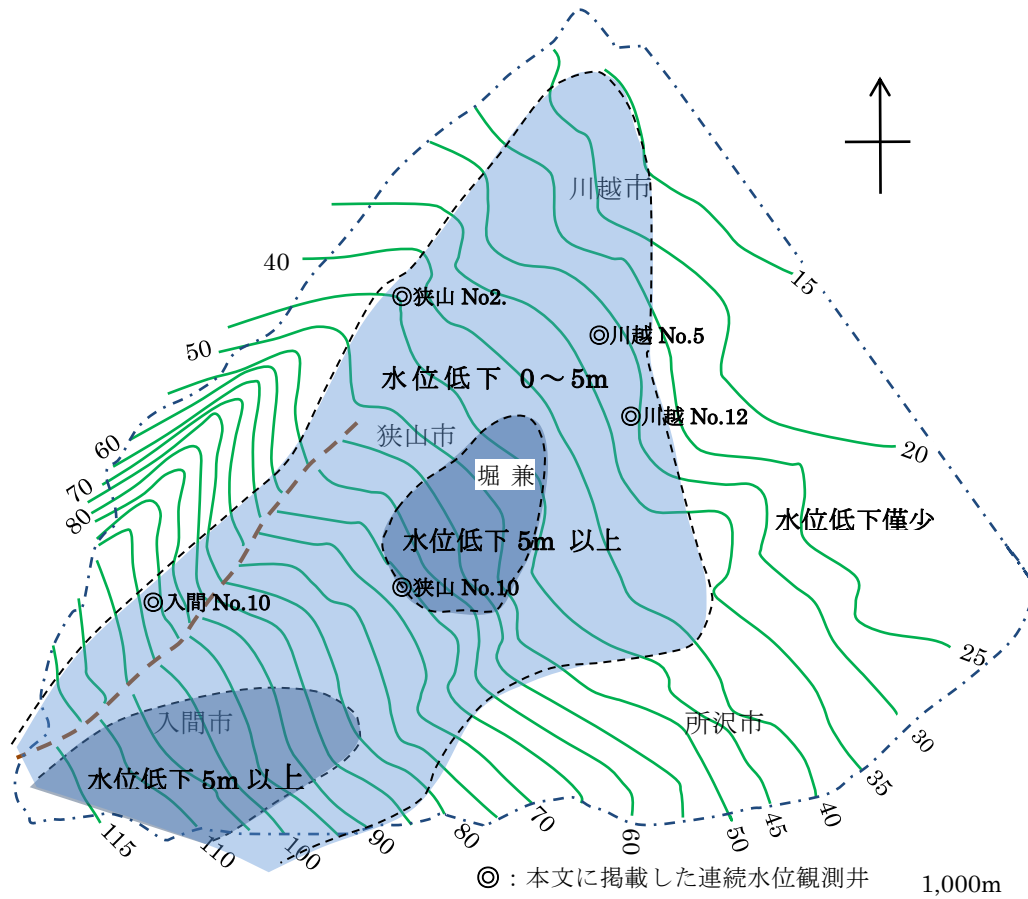 川越市
40
15
◎狭山 No2.
◎川越 No.5
50
水位低下 0～5m
◎川越 No.12
狭山市
60
20
堀 兼
70
80
水位低下僅少
水位低下 5m 以上
◎狭山 No.10
◎入間 No.10
25
入間市
所沢市
30
水位低下 5m 以上
35
115
110
100
90
80
70
60
50
45
40
◎：本文に掲載した連続水位観測井
1,000m